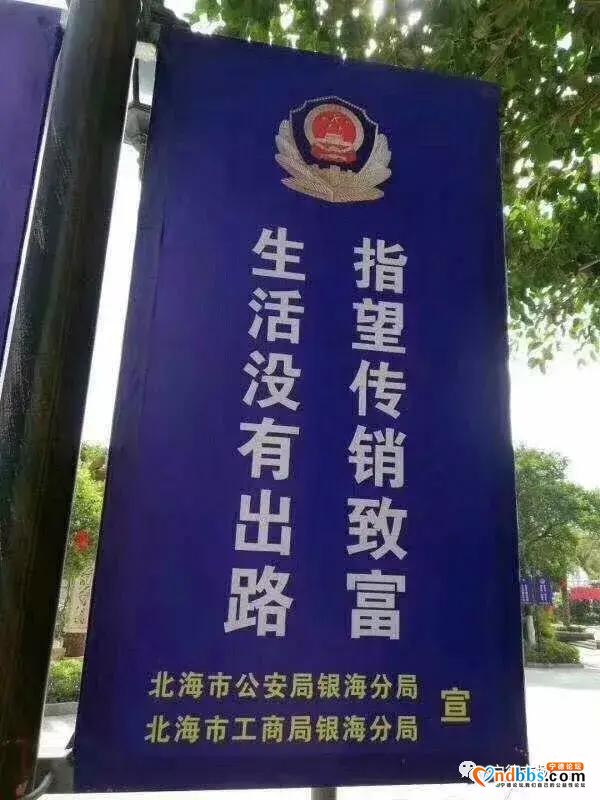 指望传销致富
生活没有出路
北海市公安局银海分局
北海市工商局银海分局
宣
宁德论坛
ndbbs.com